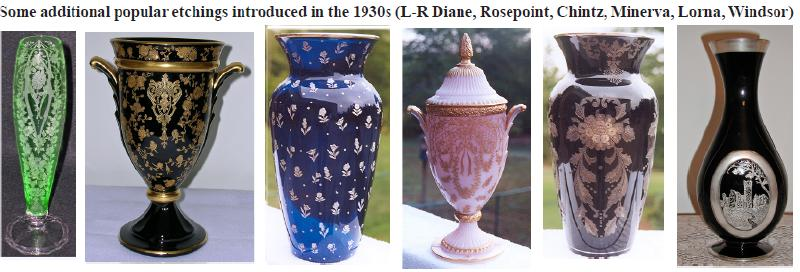 Some additional popular etchings introduced in the 1930s (L-R Diane, Rosepoint, Chintz, Minerva, Lorna, Windsor)